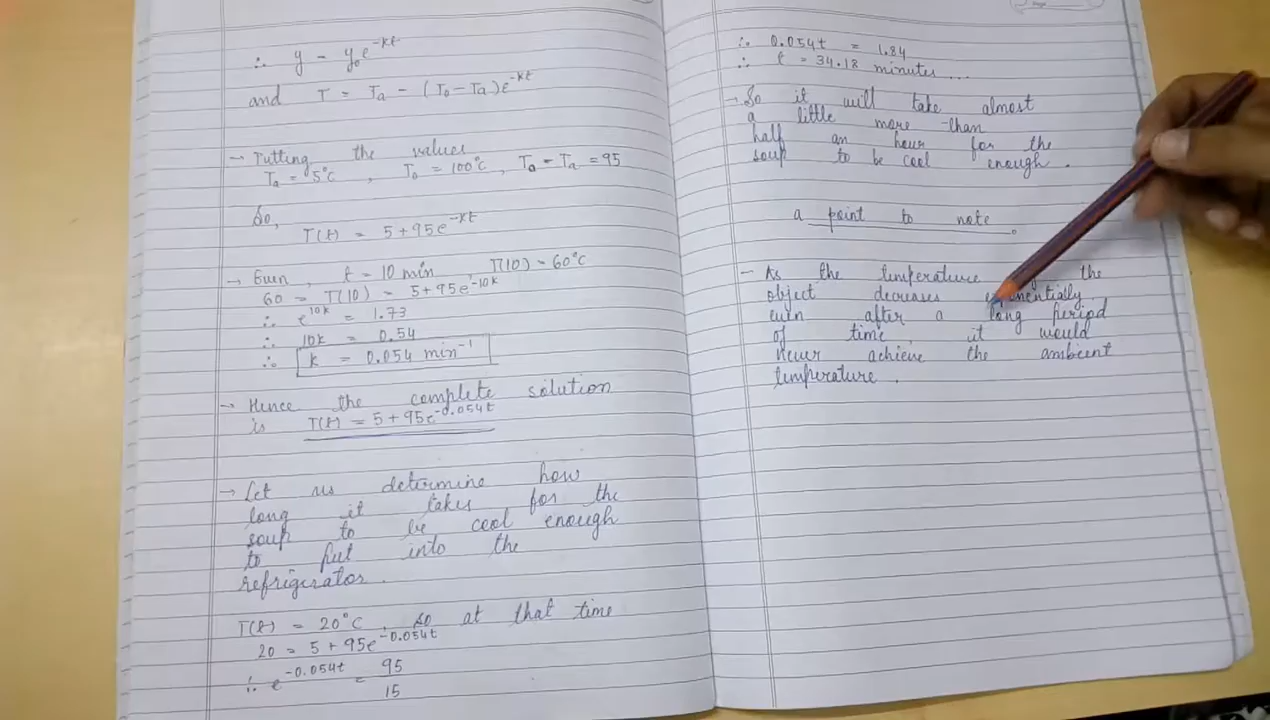 ∴ y = y₀e^-kt
and T = Ta - (T₀ - Ta)e^-kt
→ Putting the values
Ta = 5°C , T₀ = 100°C , T₀ - Ta = 95
So,
T(t) = 5 + 95e^-kt
→ Given , t = 10 min , T(10) = 60°C
60 = T(10) = 5 + 95e^-10k
∴ e^10k = 1.73
∴ 10k = 0.54
∴ k = 0.054 min^-1
→ Hence the complete solution
is T(t) = 5 + 95e^-0.054t
→ Let us determine how
long it takes for the
soup to be cool enough
to put into the
refrigirator.
T(t) = 20°C , so at that time
20 = 5 + 95e^-0.054t
∴ e^-0.054t = 95
15
∴ 0.054t = 1.84
∴ t = 34.18 minutes ...
→ So it will take almost
a little more than
half an hour for the
soup to be cool enough.
a point to note.
→ As the temperature the
object decreases
even after a long period
of time, it would
never achieve the ambient
temperature.